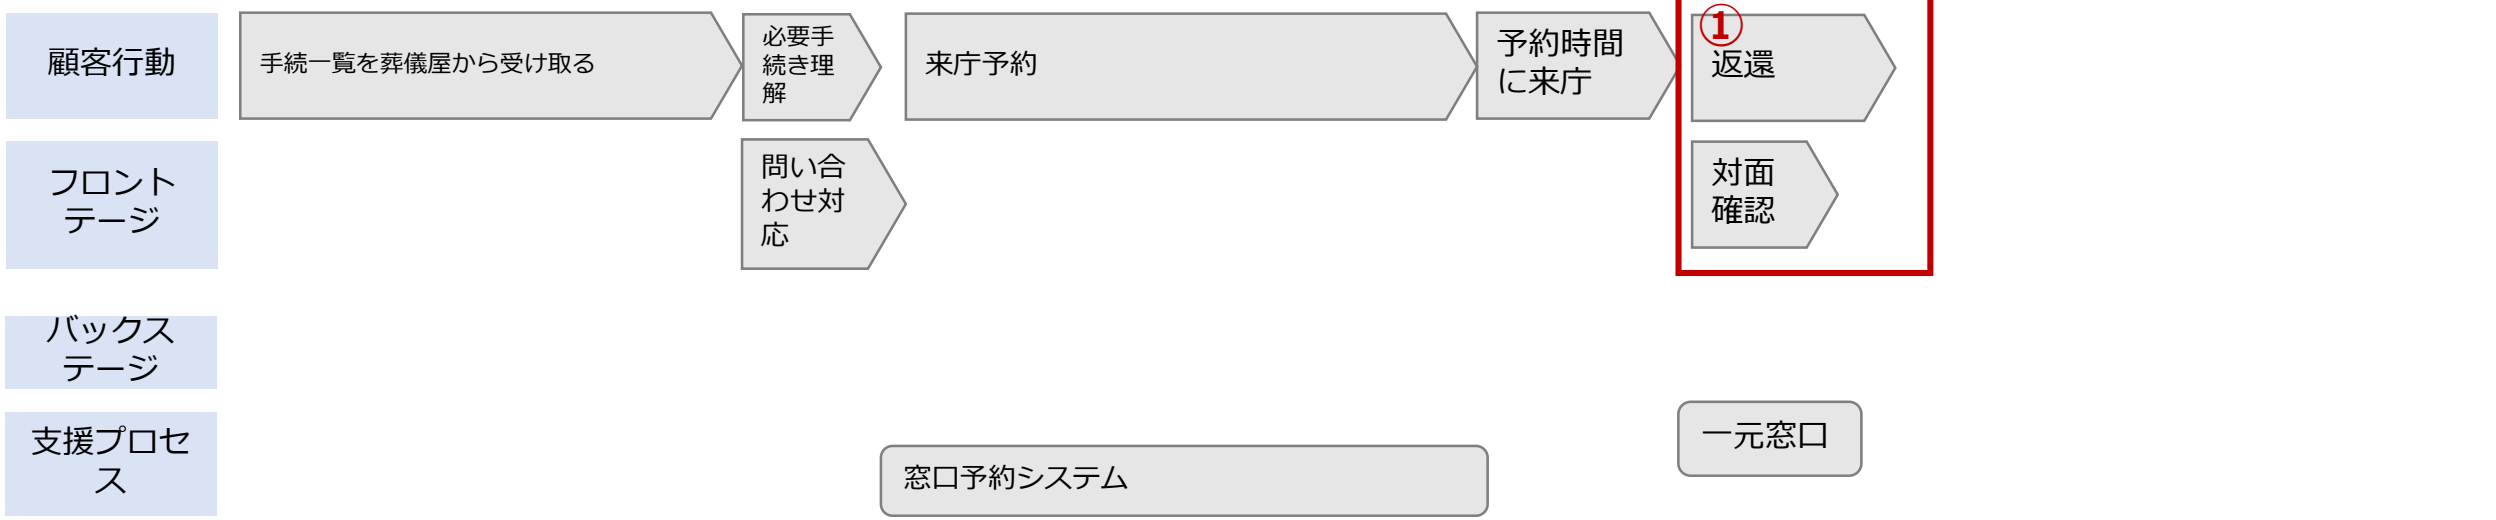 顧客行動
手続一覧を葬儀屋から受け取る
必要手
続き理
解
来庁予約
予約時間
に来庁
①
返還
フロントス
テージ
問い合
わせ対
応
対面
確認
バックス
テージ
支援プロセ
ス
窓口予約システム
一元窓口